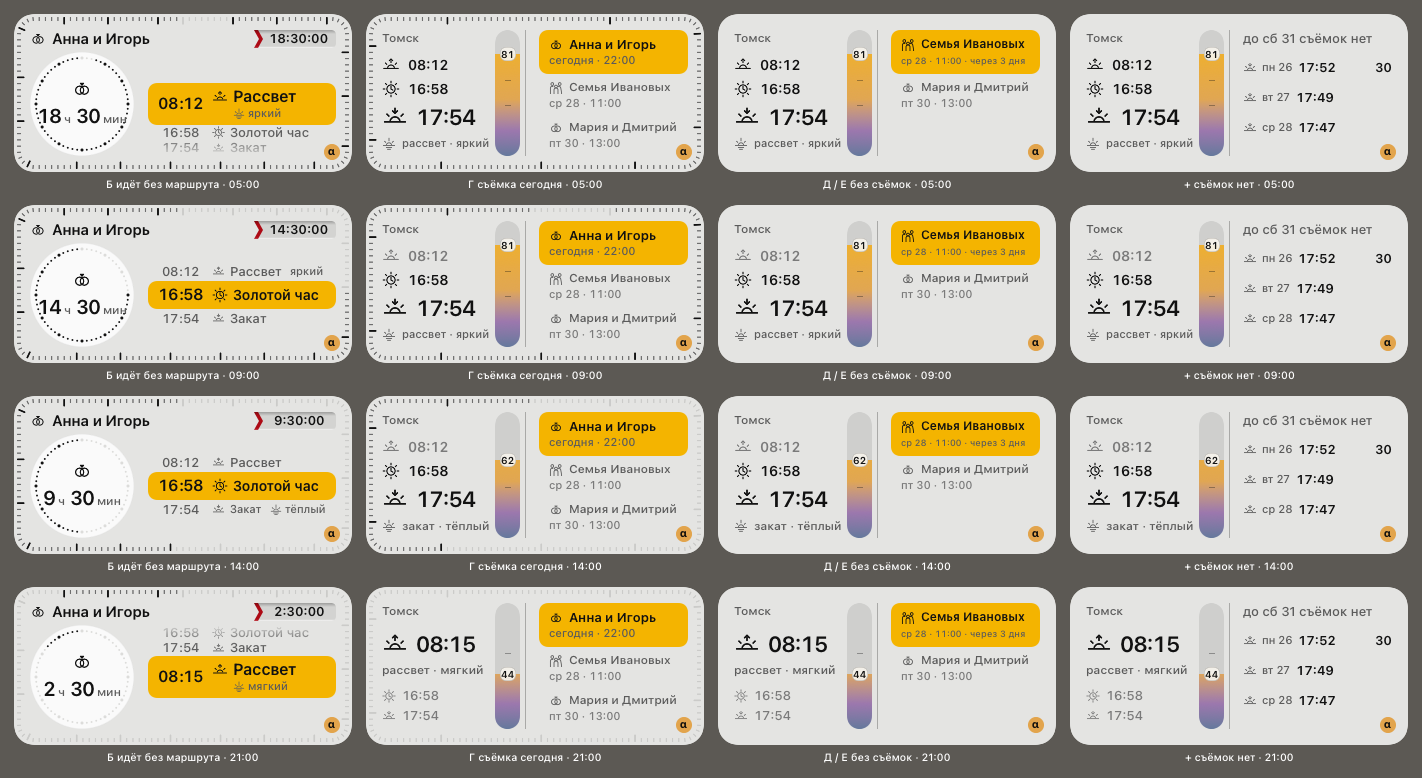 Анна и Игорь
18:30:00
18 ч 30 мин
08:12 Рассвет
яркий
16:58 Золотой час
17:54 Закат
α
Б идёт без маршрута · 05:00
Томск
08:12
16:58
17:54
рассвет · яркий
81
Анна и Игорь
сегодня · 22:00
Семья Ивановых
ср 28 · 11:00
Мария и Дмитрий
пт 30 · 13:00
α
Г съёмка сегодня · 05:00
Томск
08:12
16:58
17:54
рассвет · яркий
81
Семья Ивановых
ср 28 · 11:00 · через 3 дня
Мария и Дмитрий
пт 30 · 13:00
α
Д / Е без съёмок · 05:00
Томск
08:12
16:58
17:54
рассвет · яркий
81
до сб 31 съёмок нет
пн 26 17:52 30
вт 27 17:49
ср 28 17:47
α
+ съёмок нет · 05:00
Анна и Игорь
14:30:00
14 ч 30 мин
08:12 Рассвет яркий
16:58 Золотой час
17:54 Закат
α
Б идёт без маршрута · 09:00
Томск
08:12
16:58
17:54
рассвет · яркий
81
Анна и Игорь
сегодня · 22:00
Семья Ивановых
ср 28 · 11:00
Мария и Дмитрий
пт 30 · 13:00
α
Г съёмка сегодня · 09:00
Томск
08:12
16:58
17:54
рассвет · яркий
81
Семья Ивановых
ср 28 · 11:00 · через 3 дня
Мария и Дмитрий
пт 30 · 13:00
α
Д / Е без съёмок · 09:00
Томск
08:12
16:58
17:54
рассвет · яркий
81
до сб 31 съёмок нет
пн 26 17:52 30
вт 27 17:49
ср 28 17:47
α
+ съёмок нет · 09:00
Анна и Игорь
9:30:00
9 ч 30 мин
08:12 Рассвет
16:58 Золотой час
17:54 Закат тёплый
α
Б идёт без маршрута · 14:00
Томск
08:12
16:58
17:54
закат · тёплый
62
Анна и Игорь
сегодня · 22:00
Семья Ивановых
ср 28 · 11:00
Мария и Дмитрий
пт 30 · 13:00
α
Г съёмка сегодня · 14:00
Томск
08:12
16:58
17:54
закат · тёплый
62
Семья Ивановых
ср 28 · 11:00 · через 3 дня
Мария и Дмитрий
пт 30 · 13:00
α
Д / Е без съёмок · 14:00
Томск
08:12
16:58
17:54
закат · тёплый
62
до сб 31 съёмок нет
пн 26 17:52 30
вт 27 17:49
ср 28 17:47
α
+ съёмок нет · 14:00
Анна и Игорь
2:30:00
2 ч 30 мин
16:58 Золотой час
17:54 Закат
08:15 Рассвет
мягкий
α
Б идёт без маршрута · 21:00
Томск
08:15
рассвет · мягкий
16:58
17:54
44
Анна и Игорь
сегодня · 22:00
Семья Ивановых
ср 28 · 11:00
Мария и Дмитрий
пт 30 · 13:00
α
Г съёмка сегодня · 21:00
Томск
08:15
рассвет · мягкий
16:58
17:54
44
Семья Ивановых
ср 28 · 11:00 · через 3 дня
Мария и Дмитрий
пт 30 · 13:00
α
Д / Е без съёмок · 21:00
Томск
08:15
рассвет · мягкий
16:58
17:54
44
до сб 31 съёмок нет
пн 26 17:52 30
вт 27 17:49
ср 28 17:47
α
+ съёмок нет · 21:00